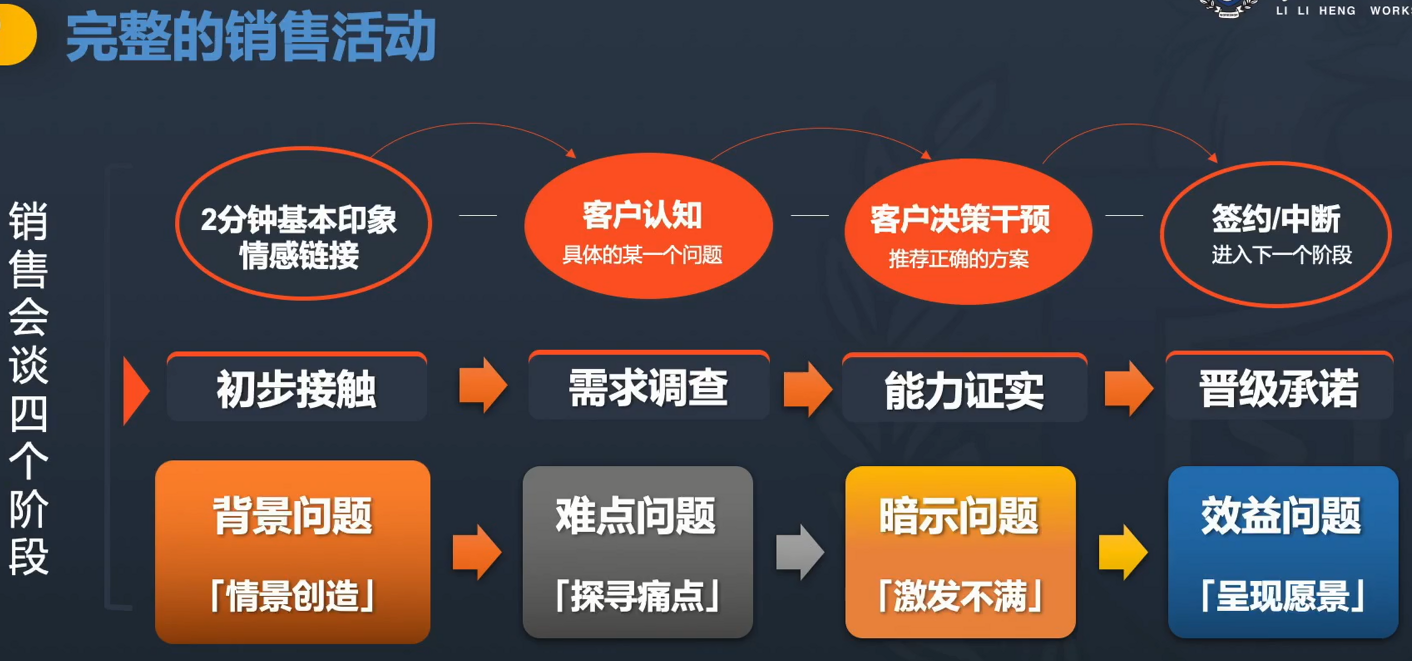 LI LI HENG WORKS
完整的销售活动
销售会谈四个阶段
2分钟基本印象
情感链接
客户认知
具体的某一个问题
客户决策干预
推荐正确的方案
签约/中断
进入下一个阶段
初步接触
需求调查
能力证实
晋级承诺
背景问题
「情景创造」
难点问题
「探寻痛点」
暗示问题
「激发不满」
效益问题
「呈现愿景」